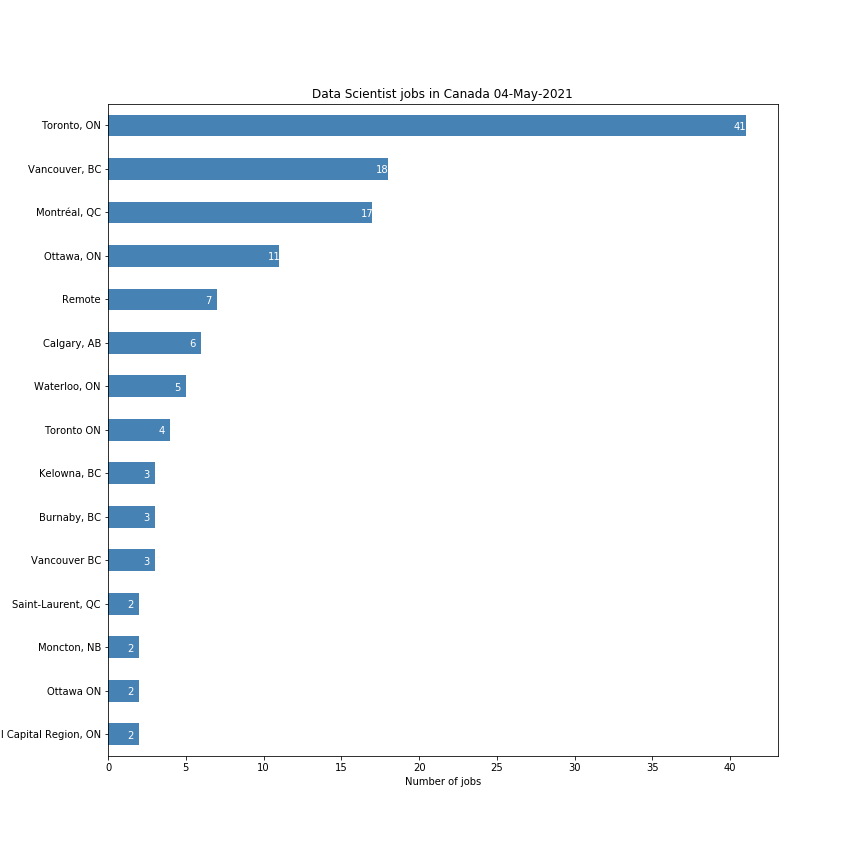 Data Scientist jobs in Canada 04-May-2021
Toronto, ON 41
Vancouver, BC 18
Montréal, QC 17
Ottawa, ON 11
Remote 7
Calgary, AB 6
Waterloo, ON 5
Toronto ON 4
Kelowna, BC 3
Burnaby, BC 3
Vancouver BC 3
Saint-Laurent, QC 2
Moncton, NB 2
Ottawa ON 2
l Capital Region, ON 2
0 5 10 15 20 25 30 35 40
Number of jobs